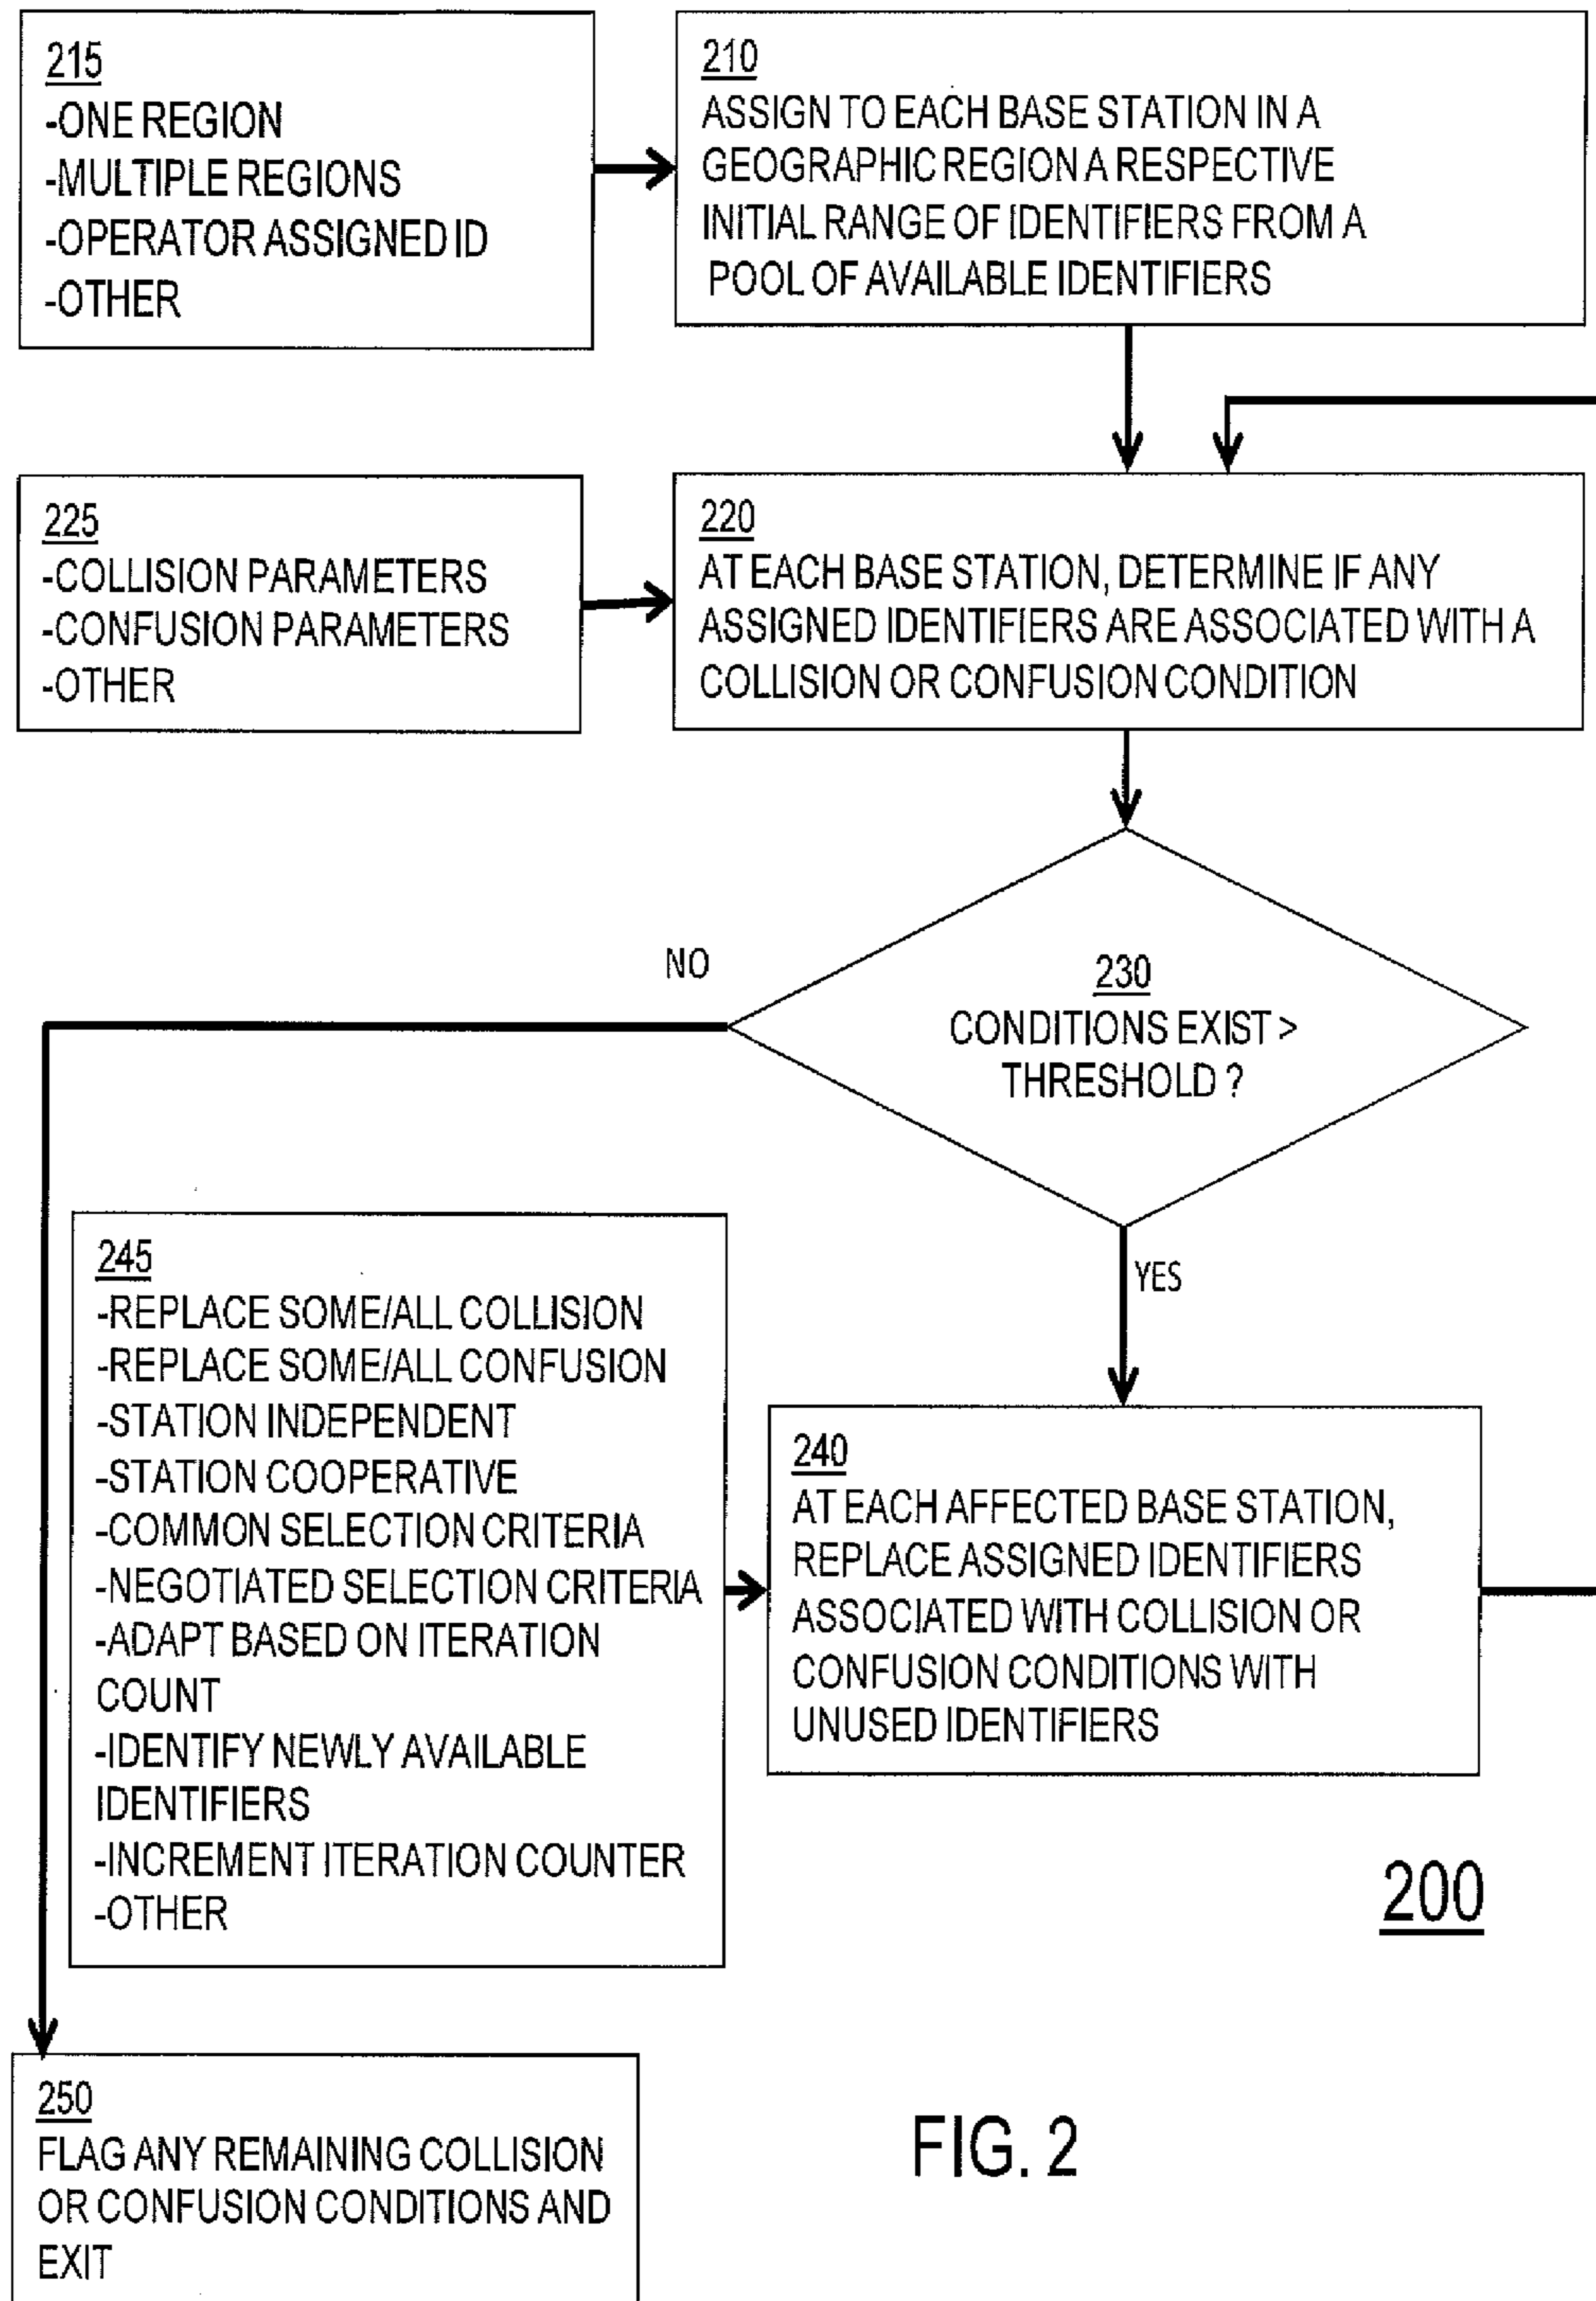 215
-ONE REGION
-MULTIPLE REGIONS
-OPERATOR ASSIGNED ID
-OTHER
210
ASSIGN TO EACH BASE STATION IN A
GEOGRAPHIC REGION A RESPECTIVE
INITIAL RANGE OF IDENTIFIERS FROM A
POOL OF AVAILABLE IDENTIFIERS
225
-COLLISION PARAMETERS
-CONFUSION PARAMETERS
-OTHER
220
AT EACH BASE STATION, DETERMINE IF ANY
ASSIGNED IDENTIFIERS ARE ASSOCIATED WITH A
COLLISION OR CONFUSION CONDITION
NO
230
CONDITIONS EXIST >
THRESHOLD ?
YES
245
-REPLACE SOME/ALL COLLISION
-REPLACE SOME/ALL CONFUSION
-STATION INDEPENDENT
-STATION COOPERATIVE
-COMMON SELECTION CRITERIA
-NEGOTIATED SELECTION CRITERIA
-ADAPT BASED ON ITERATION
COUNT
-IDENTIFY NEWLY AVAILABLE
IDENTIFIERS
-INCREMENT ITERATION COUNTER
-OTHER
240
AT EACH AFFECTED BASE STATION,
REPLACE ASSIGNED IDENTIFIERS
ASSOCIATED WITH COLLISION OR
CONFUSION CONDITIONS WITH
UNUSED IDENTIFIERS
200
250
FLAG ANY REMAINING COLLISION
OR CONFUSION CONDITIONS AND
EXIT
FIG. 2